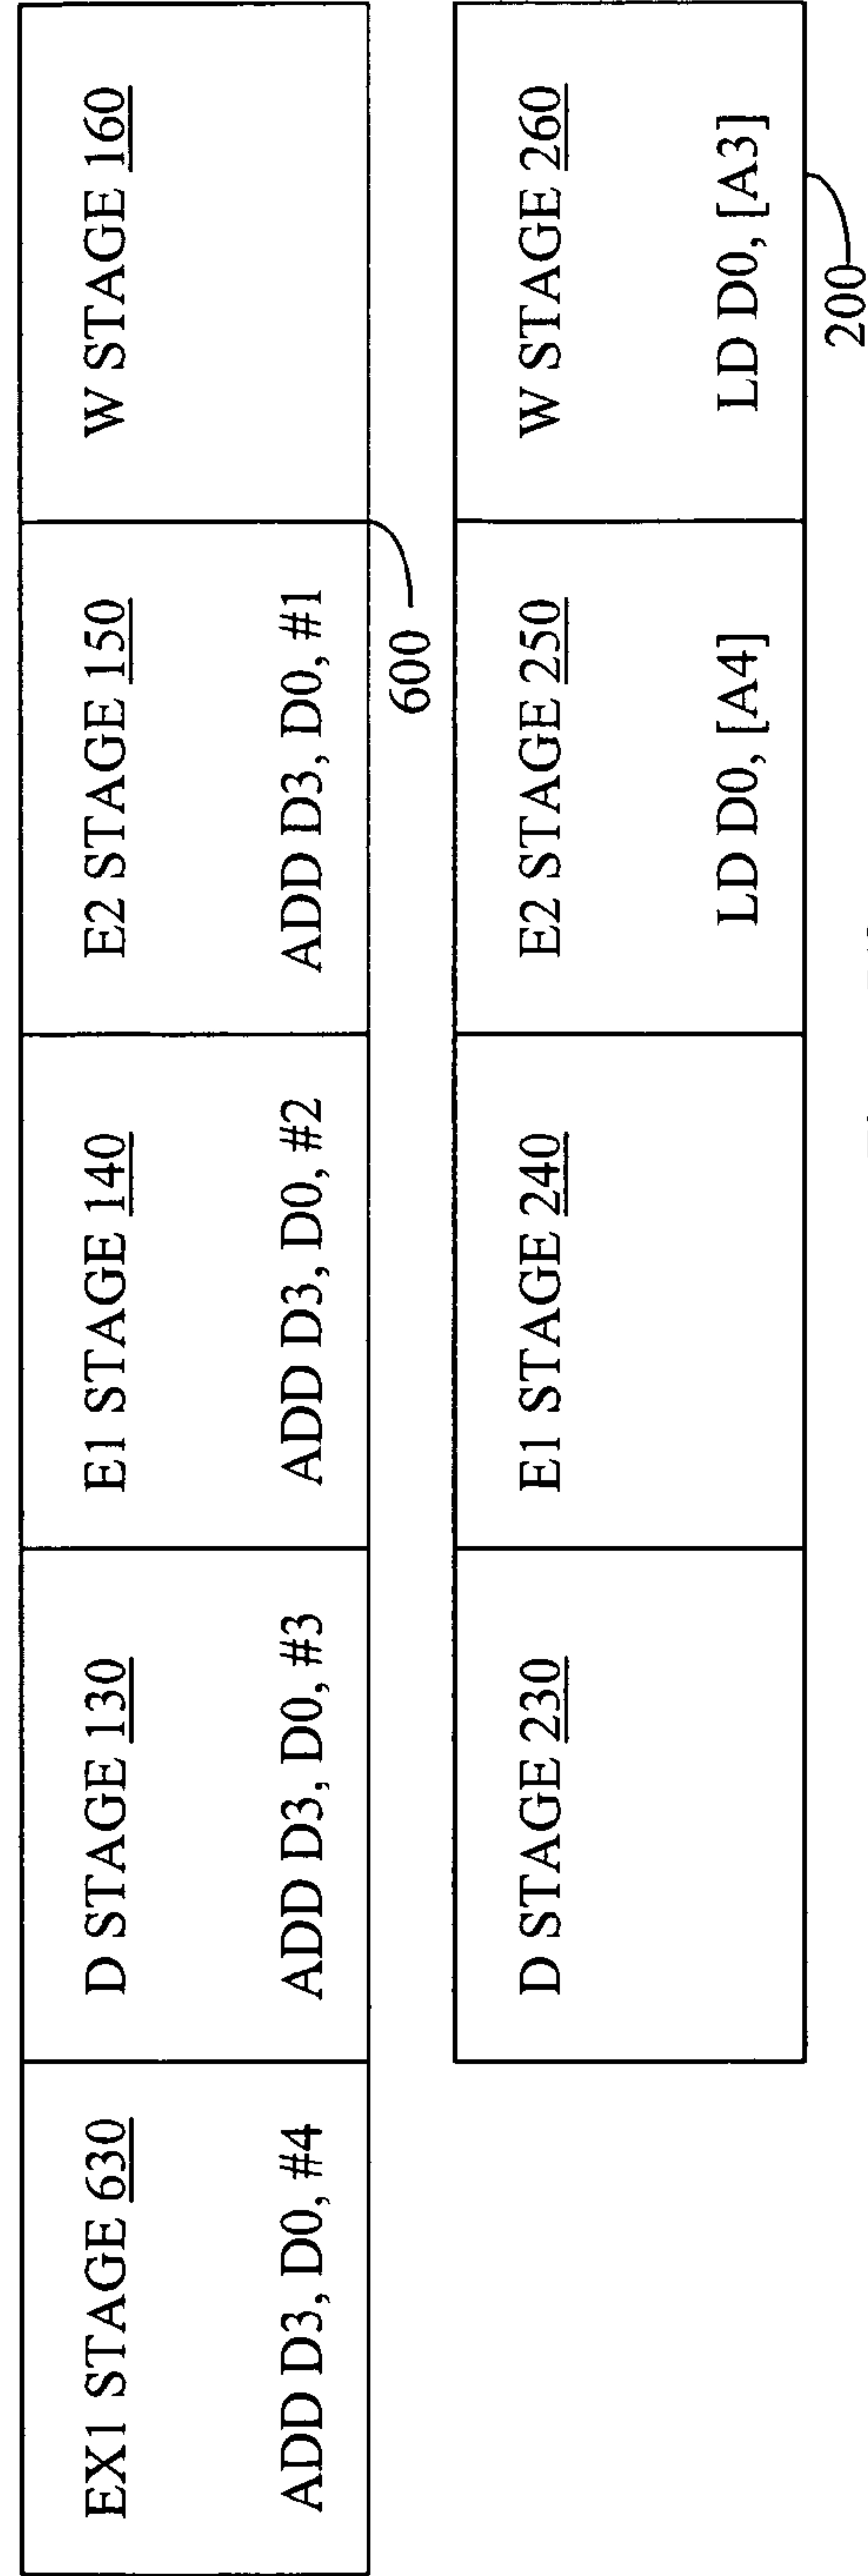 EX1 STAGE 630
ADD D3, D0, #4
D STAGE 130
ADD D3, D0, #3
E1 STAGE 140
ADD D3, D0, #2
E2 STAGE 150
ADD D3, D0, #1
W STAGE 160
600
D STAGE 230
E1 STAGE 240
E2 STAGE 250
LD D0, [A4]
W STAGE 260
LD D0, [A3]
200